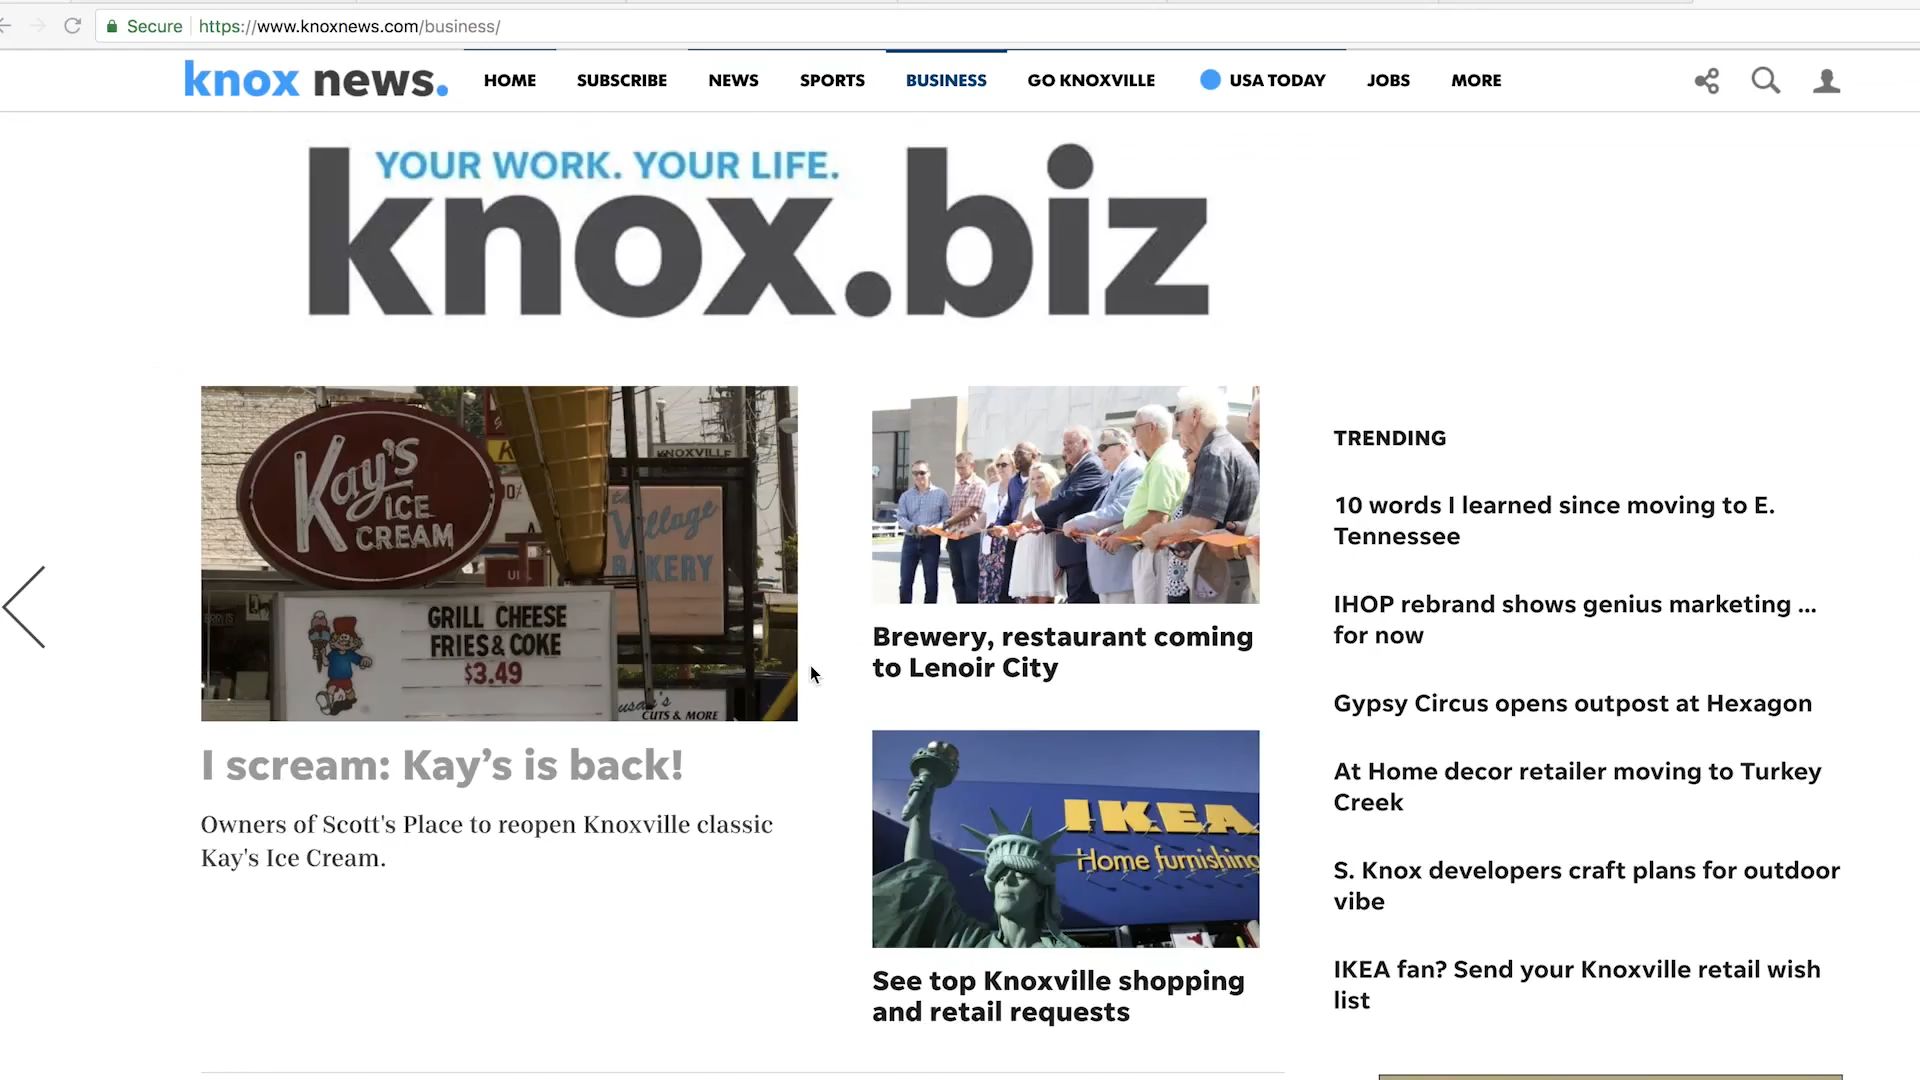 Secure https://www.knoxnews.com/business/
knox news. HOME SUBSCRIBE NEWS SPORTS BUSINESS GO KNOXVILLE USA TODAY JOBS MORE
YOUR WORK. YOUR LIFE.
knox.biz
Kay's
ICE
CREAM
KNOXVILLE
Village
BAKERY
GRILL CHEESE
FRIES & COKE
$3.49
CUTS & MORE
I scream: Kay’s is back!
Owners of Scott's Place to reopen Knoxville classic
Kay's Ice Cream.
Brewery, restaurant coming
to Lenoir City
IKEA
Home furnishing
See top Knoxville shopping
and retail requests
TRENDING
10 words I learned since moving to E.
Tennessee
IHOP rebrand shows genius marketing ...
for now
Gypsy Circus opens outpost at Hexagon
At Home decor retailer moving to Turkey
Creek
S. Knox developers craft plans for outdoor
vibe
IKEA fan? Send your Knoxville retail wish
list